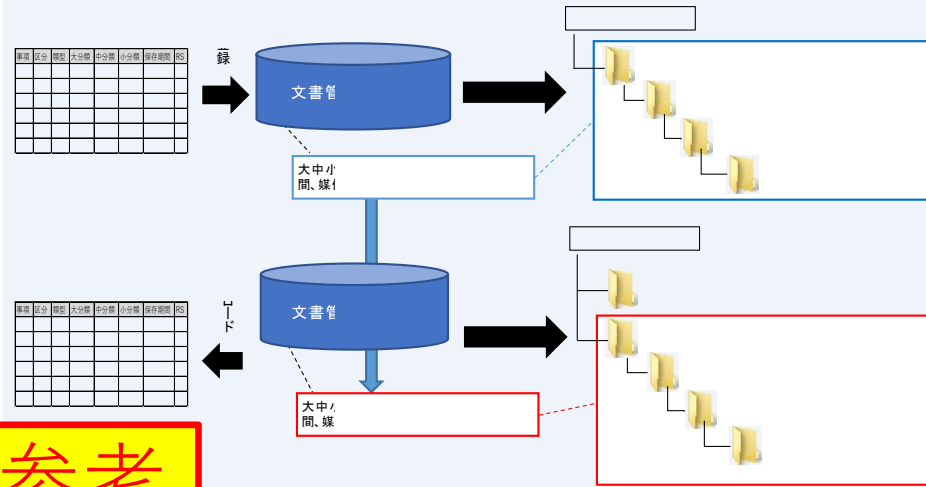 事項 区分 類型 大分類 中分類 小分類 保存期間 RS
録
文書管
大中小
間、媒体
事項 区分 類型 大分類 中分類 小分類 保存期間 RS
ード
文書管
大中小
間、媒
参考